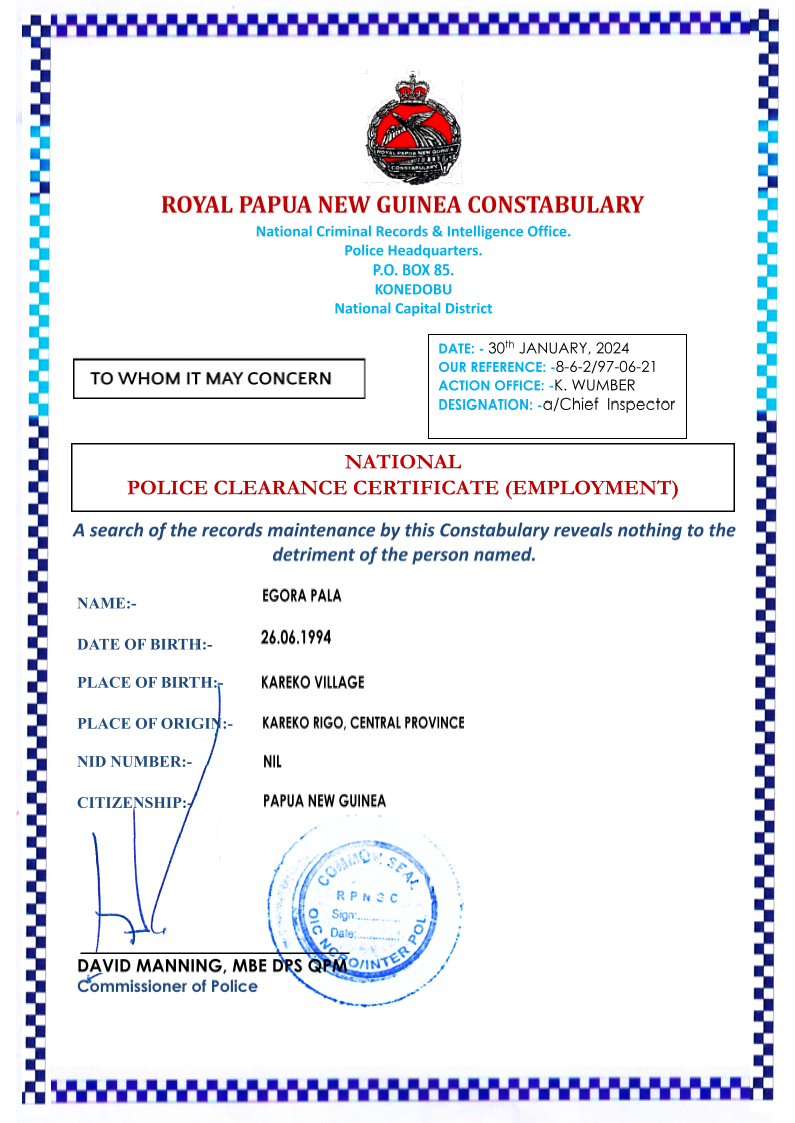 ROYAL PAPUA NEW GUINEA
CONSTABULARY
ROYAL PAPUA NEW GUINEA CONSTABULARY
National Criminal Records & Intelligence Office.
Police Headquarters.
P.O. BOX 85.
KONEDOBU
National Capital District
DATE: - 30th JANUARY, 2024
OUR REFERENCE: -8-6-2/97-06-21
ACTION OFFICE: -K. WUMBER
DESIGNATION: -a/Chief Inspector
TO WHOM IT MAY CONCERN
NATIONAL
POLICE CLEARANCE CERTIFICATE (EMPLOYMENT)
A search of the records maintenance by this Constabulary reveals nothing to the
detriment of the person named.
NAME:- EGORA PALA
DATE OF BIRTH:- 26.06.1994
PLACE OF BIRTH:- KAREKO VILLAGE
PLACE OF ORIGIN:- KAREKO RIGO, CENTRAL PROVINCE
NID NUMBER:- NIL
CITIZENSHIP:- PAPUA NEW GUINEA
COMMON SEAL
RPNGC
Sign:..............
Date:..............
OIC NCRO/INTER POL
DAVID MANNING, MBE DPS QPM
Commissioner of Police